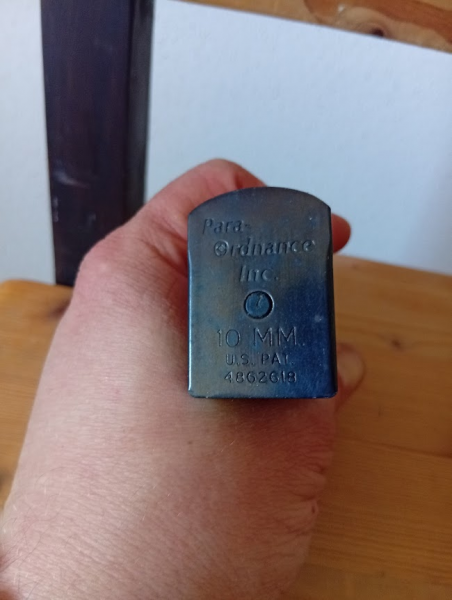 Para-
Ordnance
Inc.
10 MM.
U.S. PAT
4862618